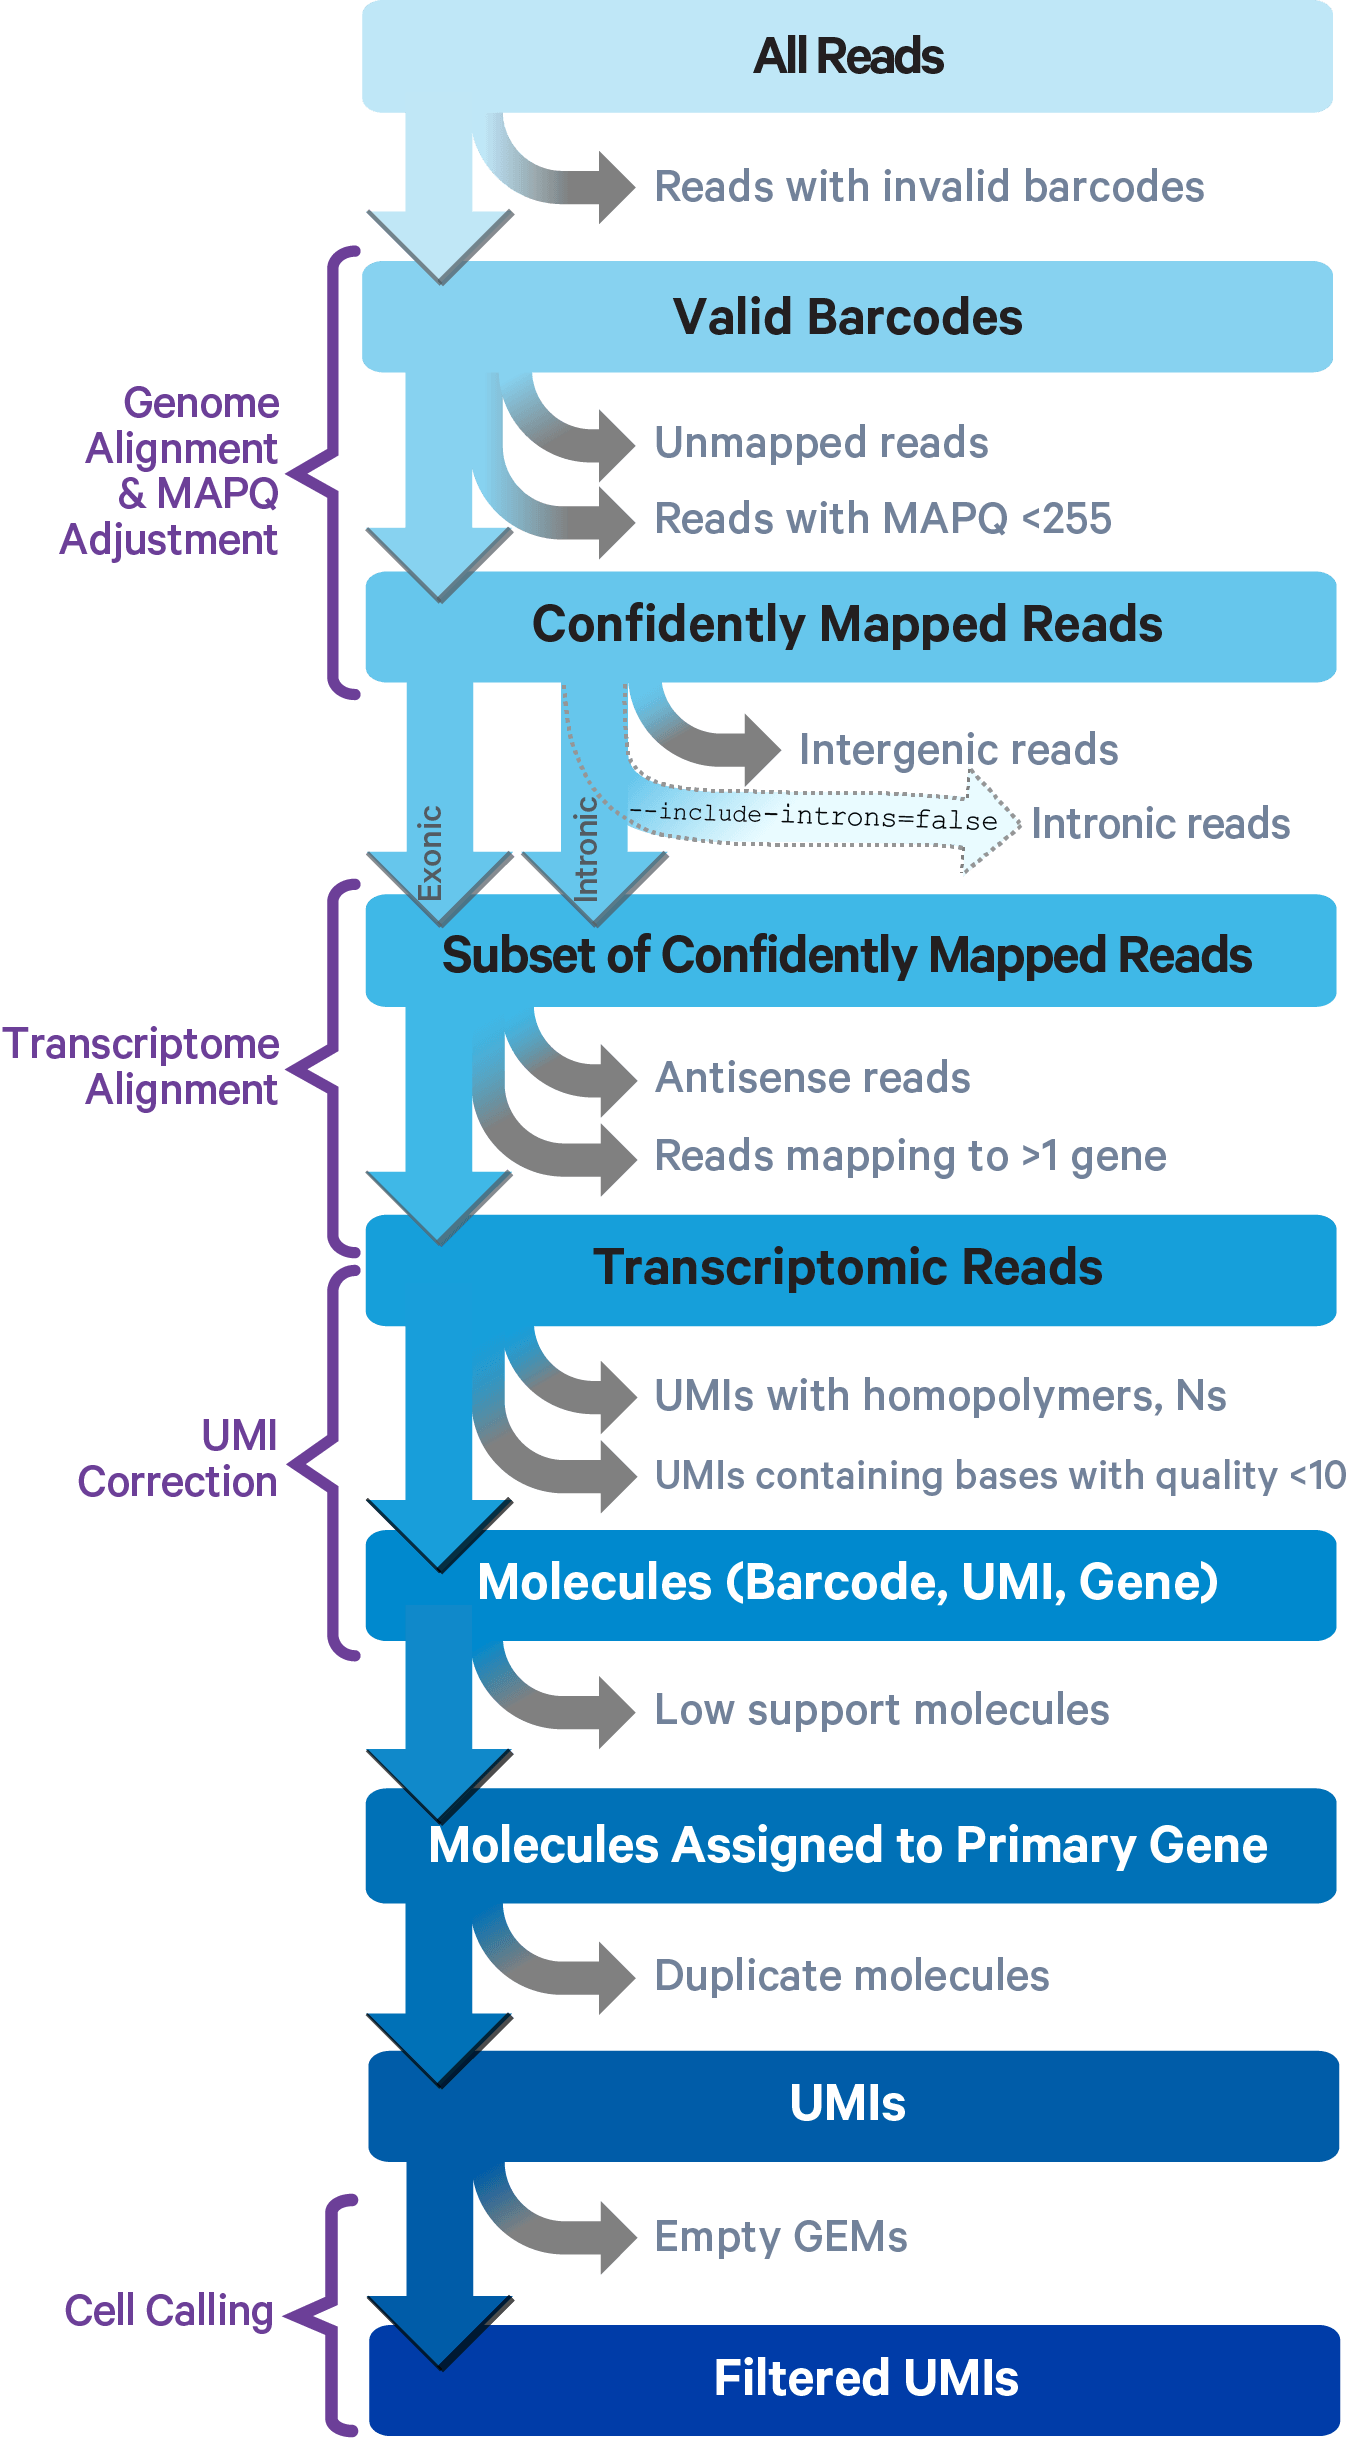 All Reads
Reads with invalid barcodes
Valid Barcodes
Genome
Alignment
& MAPQ
Adjustment
Unmapped reads
Reads with MAPQ <255
Confidently Mapped Reads
Exonic
Intronic
Intergenic reads
--include-introns=false
Intronic reads
Subset of Confidently Mapped Reads
Transcriptome
Alignment
Antisense reads
Reads mapping to >1 gene
Transcriptomic Reads
UMI
Correction
UMIs with homopolymers, Ns
UMIs containing bases with quality <10
Molecules (Barcode, UMI, Gene)
Low support molecules
Molecules Assigned to Primary Gene
Duplicate molecules
UMIs
Empty GEMs
Cell Calling
Filtered UMIs